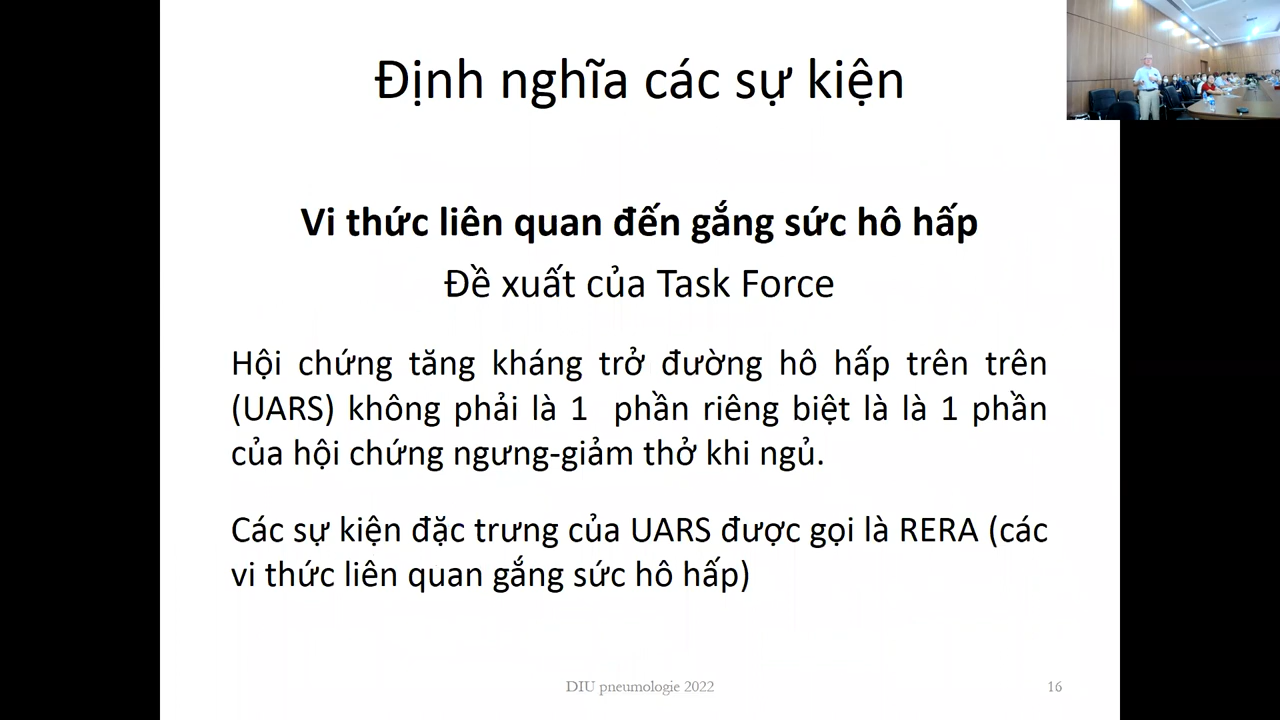 Định nghĩa các sự kiện
Vi thức liên quan đến gắng sức hô hấp
Đề xuất của Task Force
Hội chứng tăng kháng trở đường hô hấp trên trên
(UARS) không phải là 1 phần riêng biệt là là 1 phần
của hội chứng ngưng-giảm thở khi ngủ.
Các sự kiện đặc trưng của UARS được gọi là RERA (các
vi thức liên quan gắng sức hô hấp)
DIU pneumologie 2022
16